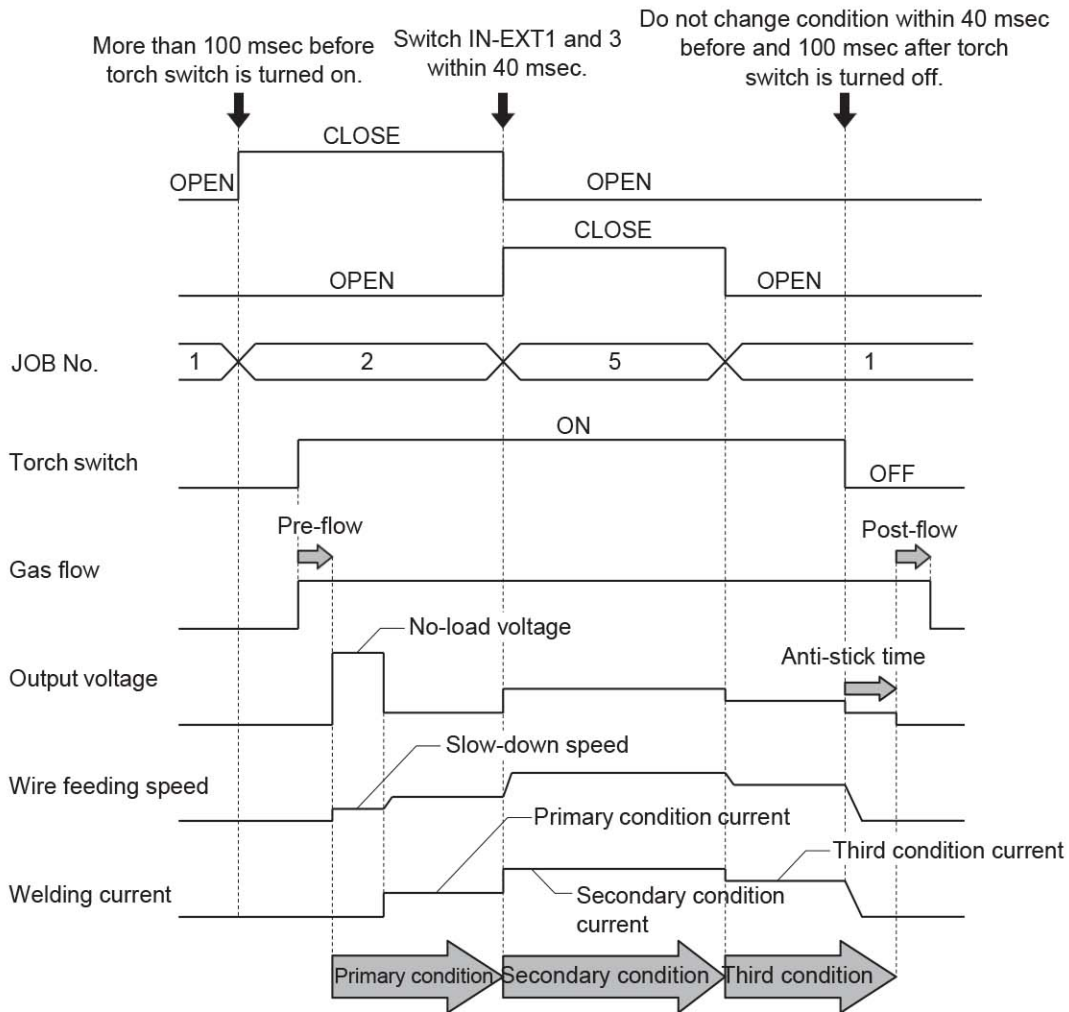 More than 100 msec before
torch switch is turned on.
Switch IN-EXT1 and 3
within 40 msec.
Do not change condition within 40 msec
before and 100 msec after torch
switch is turned off.
OPEN
CLOSE
OPEN
OPEN
CLOSE
OPEN
JOB No.
1
2
5
1
Torch switch
ON
OFF
Gas flow
Pre-flow
Post-flow
Output voltage
No-load voltage
Anti-stick time
Wire feeding speed
Slow-down speed
Welding current
Primary condition current
Secondary condition
current
Third condition current
Primary condition
Secondary condition
Third condition